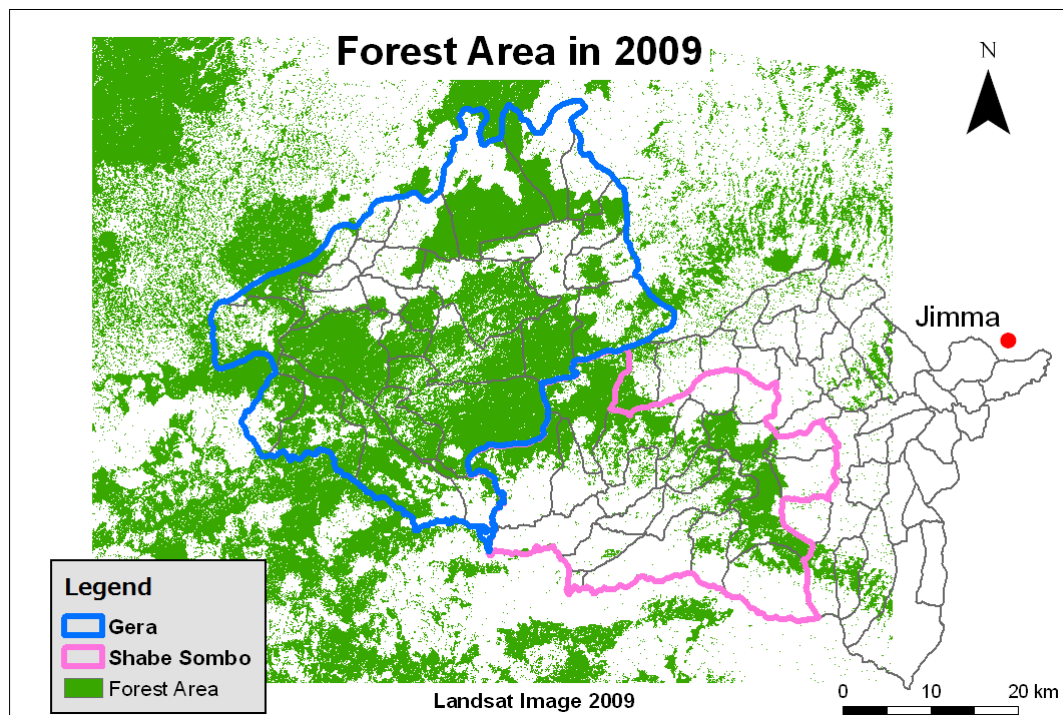 Forest Area in 2009
N
Jimma
Legend
Gera
Shabe Sombo
Forest Area
Landsat Image 2009
0 10 20 km